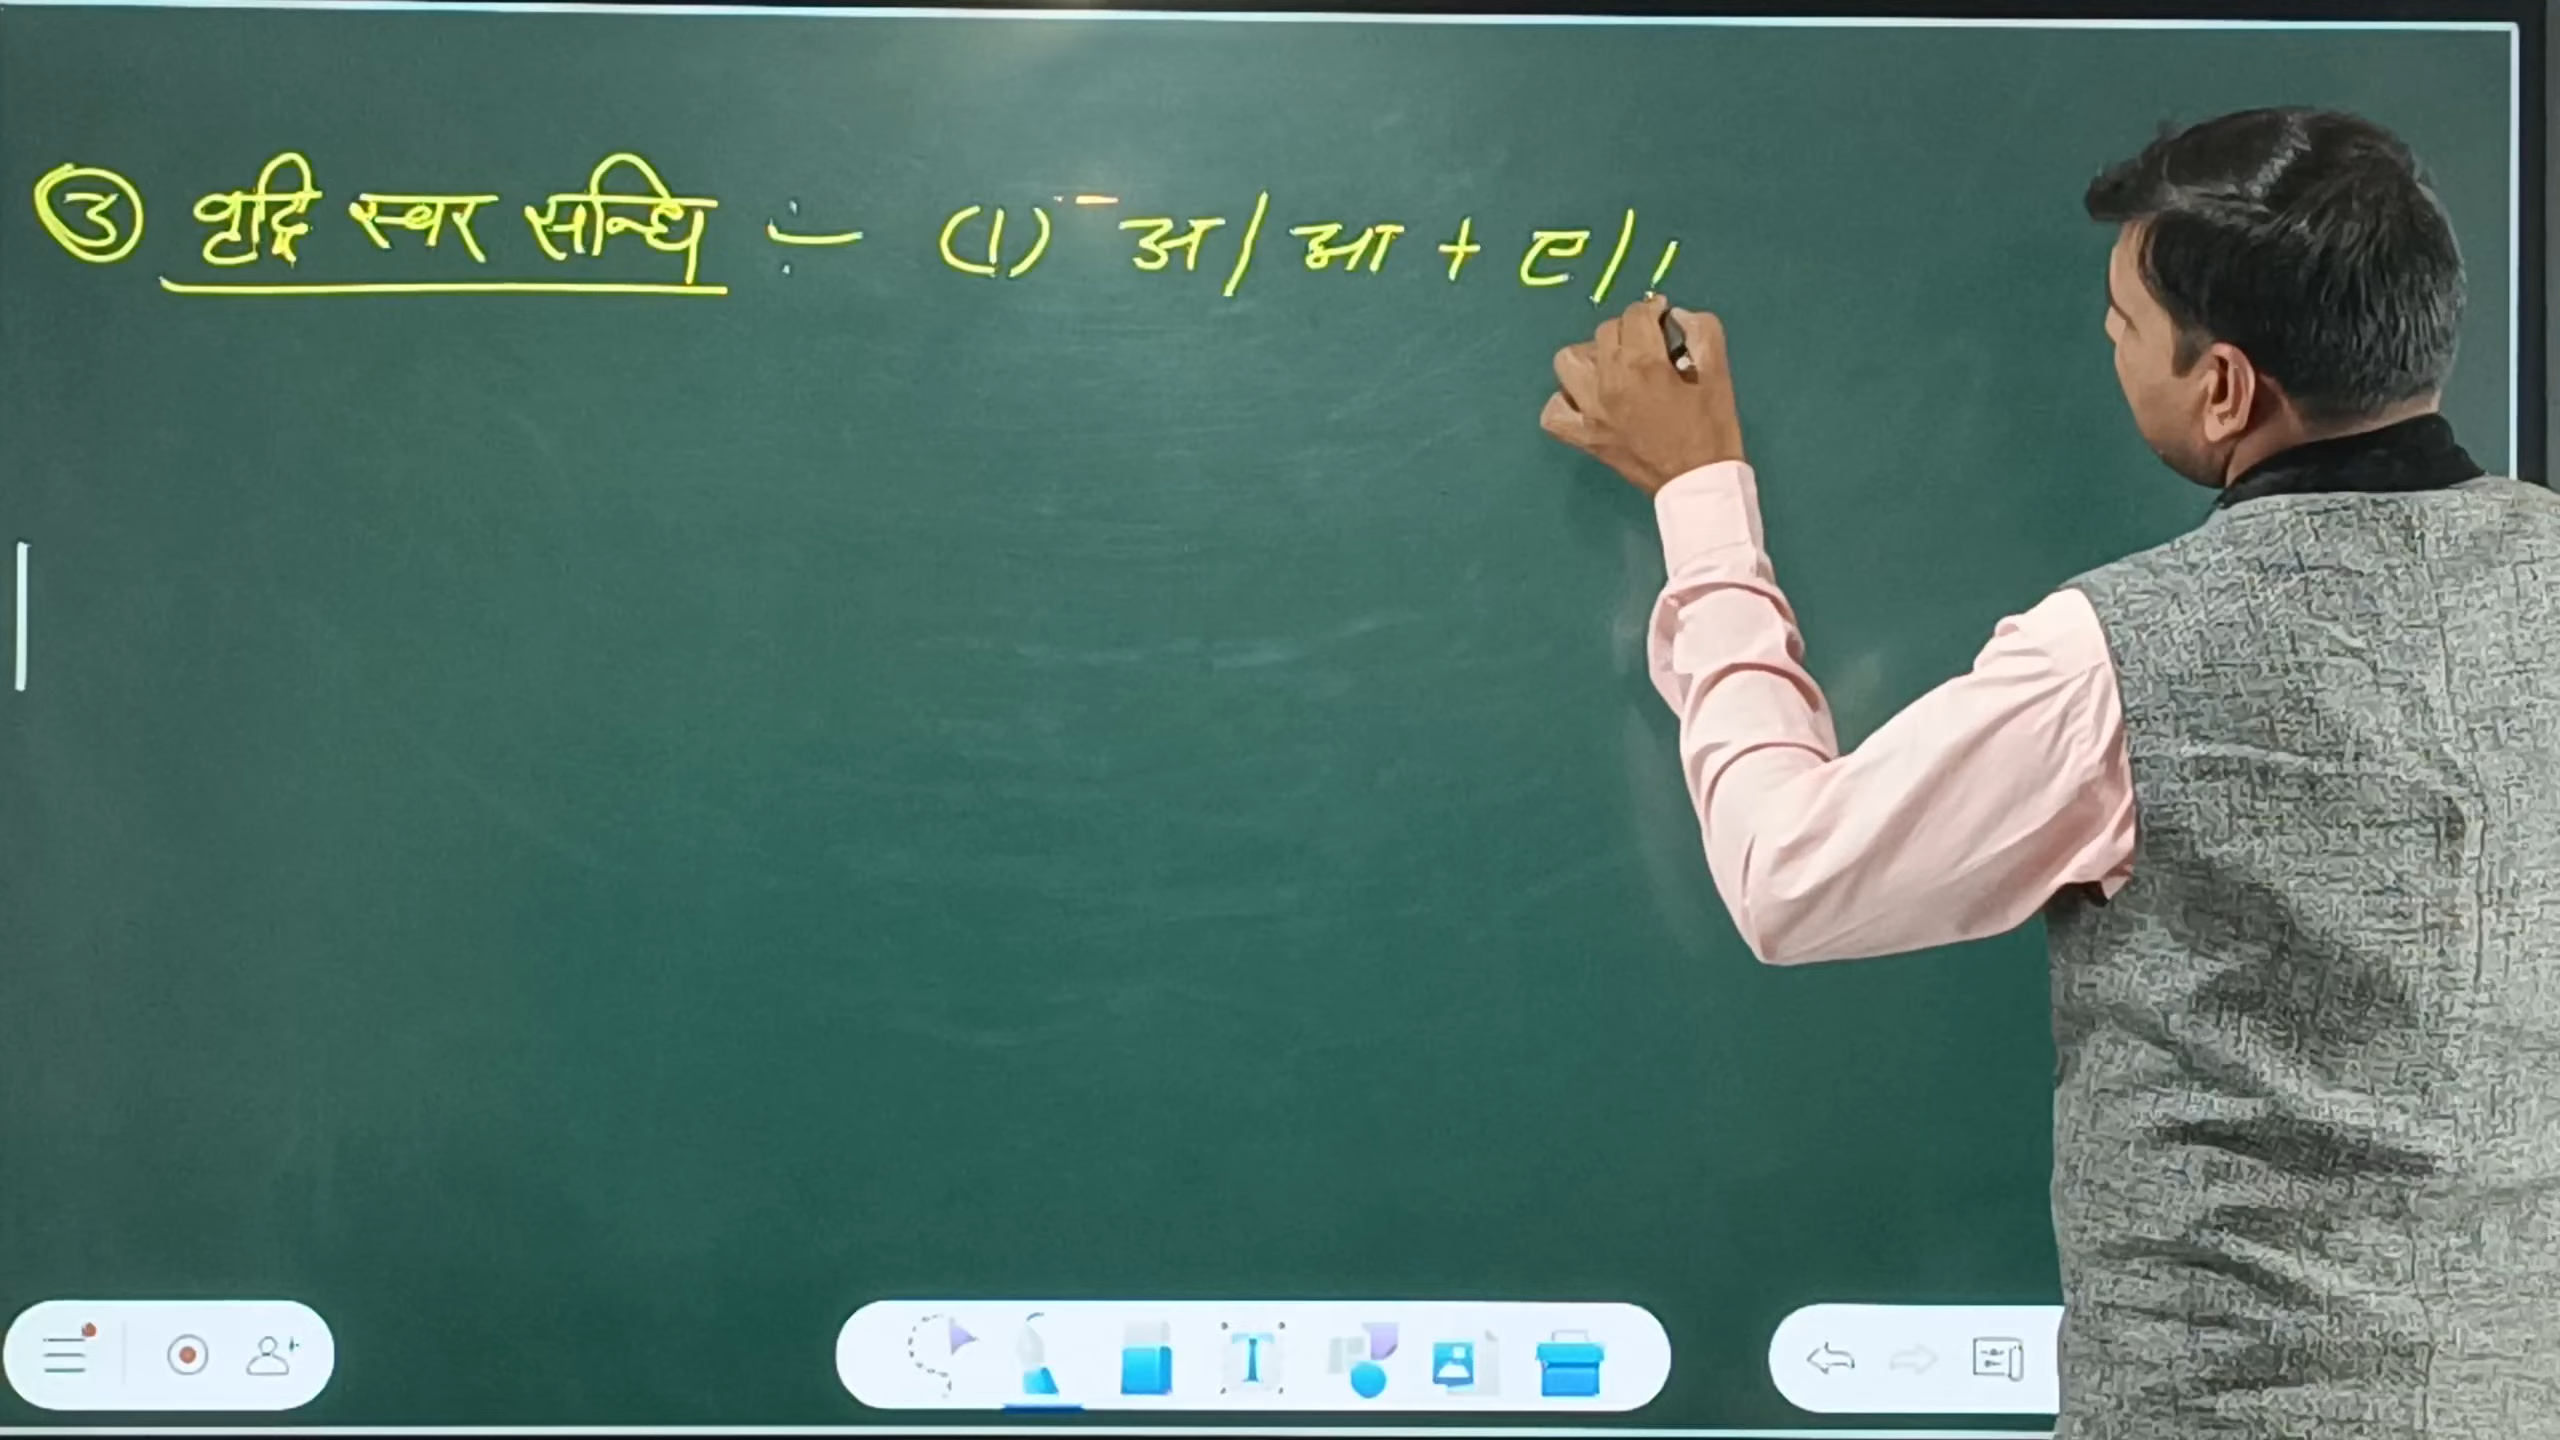 ③ वृद्धि स्वर सन्धि ÷ (1) अ/आ + ए/